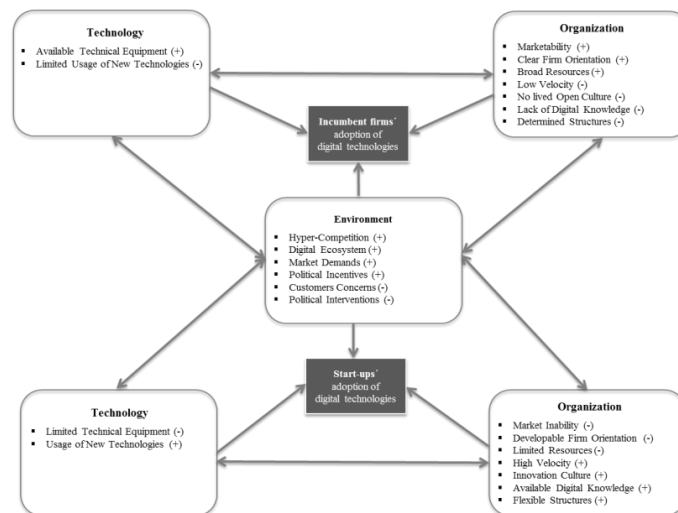 Technology
▪ Available Technical Equipment (+)
▪ Limited Usage of New Technologies (-)
Organization
▪ Marketability (+)
▪ Clear Firm Orientation (+)
▪ Broad Resources (+)
▪ Low Velocity (-)
▪ No lived Open Culture (-)
▪ Lack of Digital Knowledge (-)
▪ Determined Structures (-)
Incumbent firms´
adoption of
digital technologies
Environment
▪ Hyper-Competition (+)
▪ Digital Ecosystem (+)
▪ Market Demands (+)
▪ Political Incentives (+)
▪ Customers Concerns (-)
▪ Political Interventions (-)
Start-ups´
adoption of
digital technologies
Technology
▪ Limited Technical Equipment (-)
▪ Usage of New Technologies (+)
Organization
▪ Market Inability (-)
▪ Developable Firm Orientation (-)
▪ Limited Resources (-)
▪ High Velocity (+)
▪ Innovation Culture (+)
▪ Available Digital Knowledge (+)
▪ Flexible Structures (+)